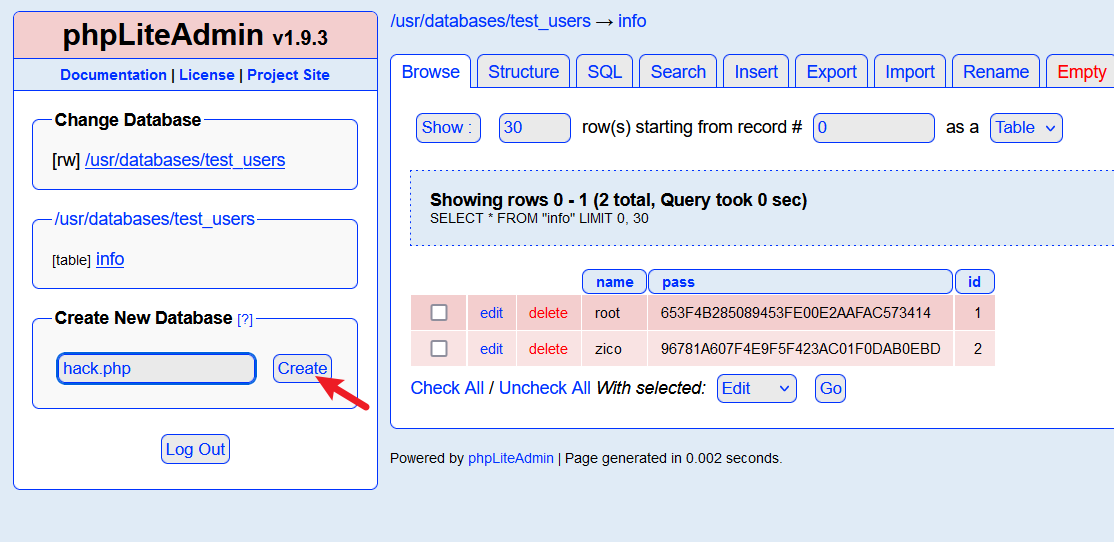 phpLiteAdmin v1.9.3
Documentation | License | Project Site
Change Database
[rw] /usr/databases/test_users
/usr/databases/test_users
[table] info
Create New Database [?]
hack.php Create
Log Out
/usr/databases/test_users → info
Browse Structure SQL Search Insert Export Import Rename Empty
Show : 30 row(s) starting from record # 0 as a Table
Showing rows 0 - 1 (2 total, Query took 0 sec)
SELECT * FROM "info" LIMIT 0, 30
name pass id
edit delete root 653F4B285089453FE00E2AAFAC573414 1
edit delete zico 96781A607F4E9F5F423AC01F0DAB0EBD 2
Check All / Uncheck All With selected: Edit Go
Powered by phpLiteAdmin | Page generated in 0.002 seconds.